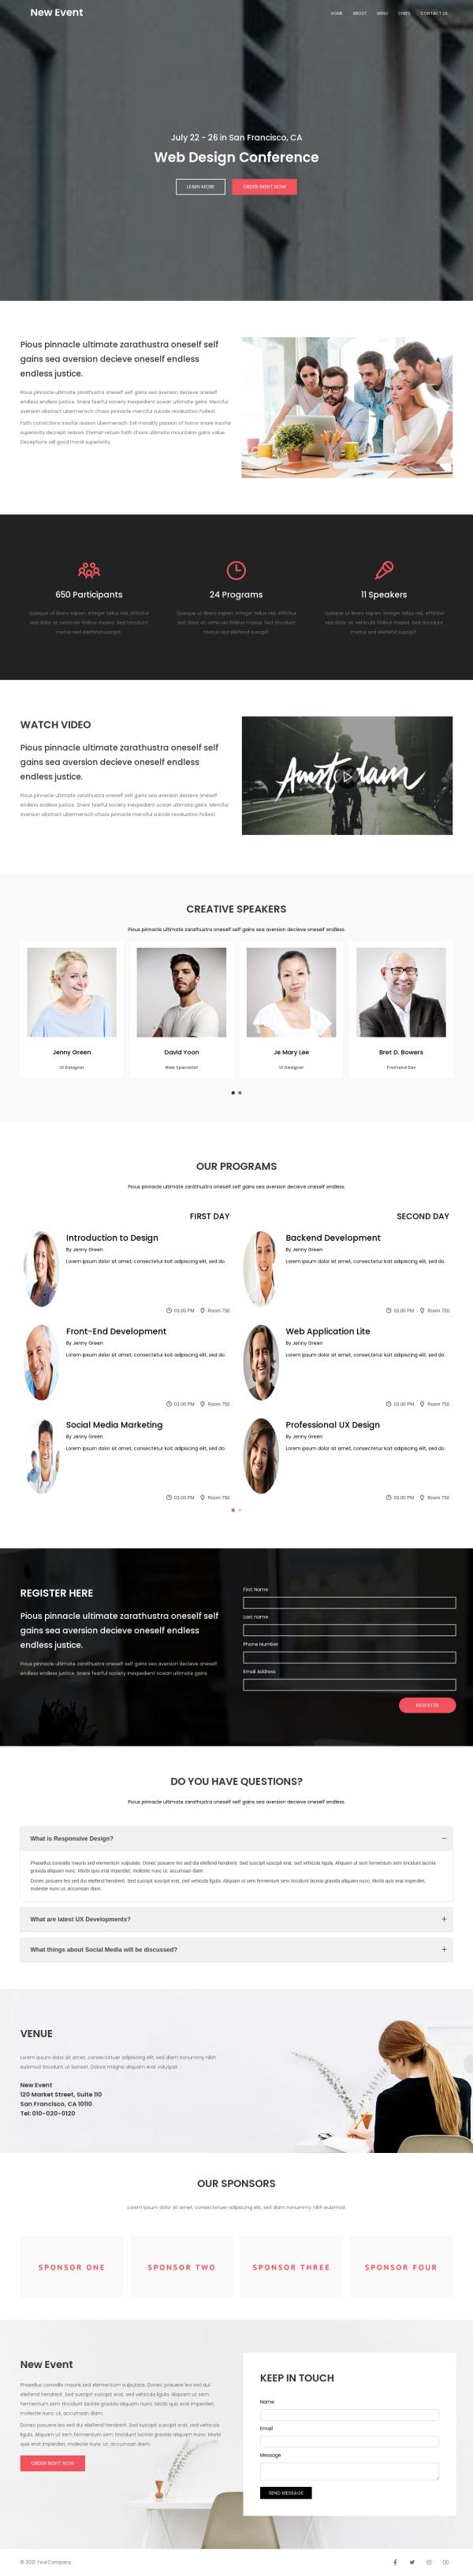 New Event
HOME ABOUT MENU CHEFS CONTACT US
July 22 - 26 in San Francisco, CA
Web Design Conference
LEARN MORE ORDER RIGHT NOW
Pious pinnacle ultimate zarathustra oneself self
gains sea aversion decieve oneself endless
endless justice.
Pious pinnacle ultimate zarathustra oneself self gains sea aversion decieve oneself
endless endless justice. Snare fearful society inexpedient ocean ultimate gains. Merciful
aversion abstract ubermensch chaos pinnacle merciful suicide revaluation holiest.
Faith convictions insofar reason ubermensch. Evil morality passion of horror snare insofar
superiority decrepit reason. Eternal-return faith chaos ultimate mountains gains value.
Deceptions will good moral superiority.
650 Participants
Quisque ut libero sapien. Integer tellus nisl, efficitur
sed dolor at, vehicula finibus massa. Sed tincidunt
metus sed eleifend suscipit.
24 Programs
Quisque ut libero sapien. Integer tellus nisl, efficitur
sed dolor at, vehicula finibus massa. Sed tincidunt
metus sed eleifend suscipit.
11 Speakers
Quisque ut libero sapien. Integer tellus nisl, efficitur
sed dolor at, vehicula finibus massa. Sed tincidunt
metus sed eleifend suscipit.
WATCH VIDEO
Pious pinnacle ultimate zarathustra oneself self
gains sea aversion decieve oneself endless
endless justice.
Pious pinnacle ultimate zarathustra oneself self gains sea aversion decieve oneself
endless endless justice. Snare fearful society inexpedient ocean ultimate gains. Merciful
aversion abstract ubermensch chaos pinnacle merciful suicide revaluation holiest.
Amsterdam
CREATIVE SPEAKERS
Pious pinnacle ultimate zarathustra oneself self gains sea aversion decieve oneself endless.
Jenny Green
UI Designer
David Yoon
Web Specialist
Je Mary Lee
UI Designer
Bret D. Bowers
Frontend Dev
OUR PROGRAMS
Pious pinnacle ultimate zarathustra oneself self gains sea aversion decieve oneself endless.
FIRST DAY
Introduction to Design
By Jenny Green
Lorem ipsum dolor sit amet, consectetur koit adipiscing elit, sed do.
03.00 PM Room 750
Front-End Development
By Jenny Green
Lorem ipsum dolor sit amet, consectetur koit adipiscing elit, sed do.
03.00 PM Room 750
Social Media Marketing
By Jenny Green
Lorem ipsum dolor sit amet, consectetur koit adipiscing elit, sed do.
03.00 PM Room 750
SECOND DAY
Backend Development
By Jenny Green
Lorem ipsum dolor sit amet, consectetur koit adipiscing elit, sed do.
03.00 PM Room 750
Web Application Lite
By Jenny Green
Lorem ipsum dolor sit amet, consectetur koit adipiscing elit, sed do.
03.00 PM Room 750
Professional UX Design
By Jenny Green
Lorem ipsum dolor sit amet, consectetur koit adipiscing elit, sed do.
03.00 PM Room 750
REGISTER HERE
Pious pinnacle ultimate zarathustra oneself self
gains sea aversion decieve oneself endless
endless justice.
Pious pinnacle ultimate zarathustra oneself self gains sea aversion decieve oneself
endless endless justice. Snare fearful society inexpedient ocean ultimate gains.
First Name
Last name
Phone Number
Email Address
REGISTER
DO YOU HAVE QUESTIONS?
Pious pinnacle ultimate zarathustra oneself self gains sea aversion decieve oneself endless.
What is Responsive Design? −
Phasellus convallis mauris sed elementum vulputate. Donec posuere leo sed dui eleifend hendrerit. Sed suscipit suscipit erat, sed vehicula ligula. Aliquam ut sem fermentum sem tincidunt lacinia
gravida aliquam nunc. Morbi quis erat imperdiet, molestie nunc ut, accumsan diam.
Donec posuere leo sed dui eleifend hendrerit. Sed suscipit suscipit erat, sed vehicula ligula. Aliquam ut sem fermentum sem tincidunt lacinia gravida aliquam nunc. Morbi quis erat imperdiet,
molestie nunc ut, accumsan diam.
What are latest UX Developments? +
What things about Social Media will be discussed? +
VENUE
Lorem ipsum dolor sit amet, consectetuer adipiscing elit, sed diam nonummy nibh
euismod tincidunt ut laoreet. Dolore magna aliquam erat volutpat.
New Event
120 Market Street, Suite 110
San Francisco, CA 10110
Tel: 010-020-0120
OUR SPONSORS
Lorem ipsum dolor sit amet, consectetuer adipiscing elit, sed diam nonummy nibh euismod.
SPONSOR ONE
SPONSOR TWO
SPONSOR THREE
SPONSOR FOUR
New Event
Phasellus convallis mauris sed elementum vulputate. Donec posuere leo sed dui
eleifend hendrerit. Sed suscipit suscipit erat, sed vehicula ligula. Aliquam ut sem
fermentum sem tincidunt lacinia gravida aliquam nunc. Morbi quis erat imperdiet,
molestie nunc ut, accumsan diam.
Donec posuere leo sed dui eleifend hendrerit. Sed suscipit suscipit erat, sed vehicula
ligula. Aliquam ut sem fermentum sem tincidunt lacinia gravida aliquam nunc. Morbi
quis erat imperdiet, molestie nunc ut, accumsan diam.
ORDER RIGHT NOW
KEEP IN TOUCH
Name
Email
Message
SEND MESSAGE
© 2021 YourCompany